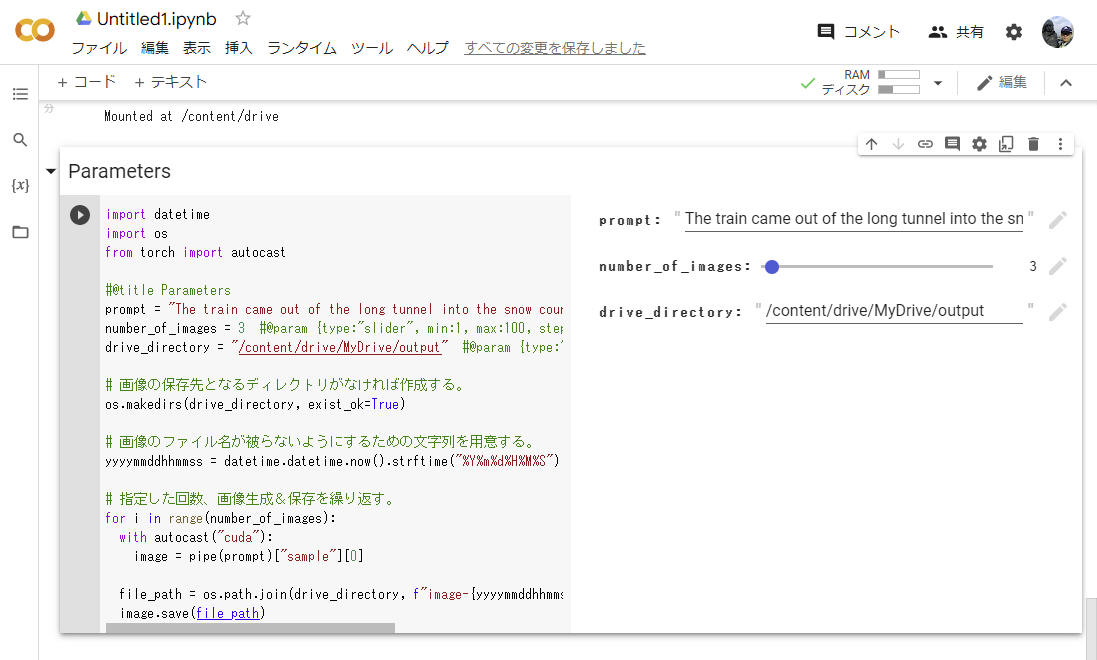 Untitled1.ipynb
ファイル 編集 表示 挿入 ランタイム ツール ヘルプ すべての変更を保存しました
コメント 共有
+ コード + テキスト
RAM
ディスク
編集
分
Mounted at /content/drive
{x}
Parameters
import datetime
import os
from torch import autocast
#@title Parameters
prompt = "The train came out of the long tunnel into the snow coun
number_of_images = 3 #@param {type:"slider", min:1, max:100, step
drive_directory = "/content/drive/MyDrive/output" #@param {type:"
# 画像の保存先となるディレクトリがなければ作成する。
os.makedirs(drive_directory, exist_ok=True)
# 画像のファイル名が被らないようにするための文字列を用意する。
yyyymmddhhmmss = datetime.datetime.now().strftime("%Y%m%d%H%M%S")
# 指定した回数、画像生成＆保存を繰り返す。
for i in range(number_of_images):
with autocast("cuda"):
image = pipe(prompt)["sample"][0]
file_path = os.path.join(drive_directory, f"image-{yyyymmddhhmms
image.save(file_path)
prompt: "The train came out of the long tunnel into the sn"
number_of_images: 3
drive_directory: "/content/drive/MyDrive/output"